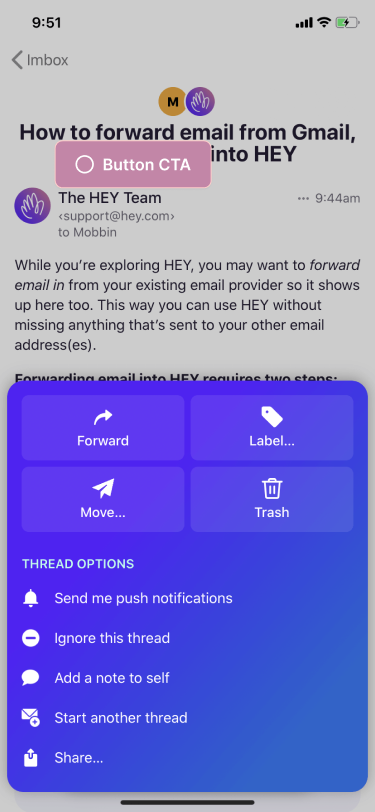 9:51
Imbox
M
How to forward email from Gmail,
into HEY
Button CTA
The HEY Team
9:44am
<support@hey.com>
to Mobbin
While you're exploring HEY, you may want to forward
email in from your existing email provider so it shows
up here too. This way you can use HEY without
missing anything that's sent to your other email
address(es).
Forwarding email into HEY requires two steps:
Forward
Label...
Move...
Trash
THREAD OPTIONS
Send me push notifications
Ignore this thread
Add a note to self
Start another thread
Share...